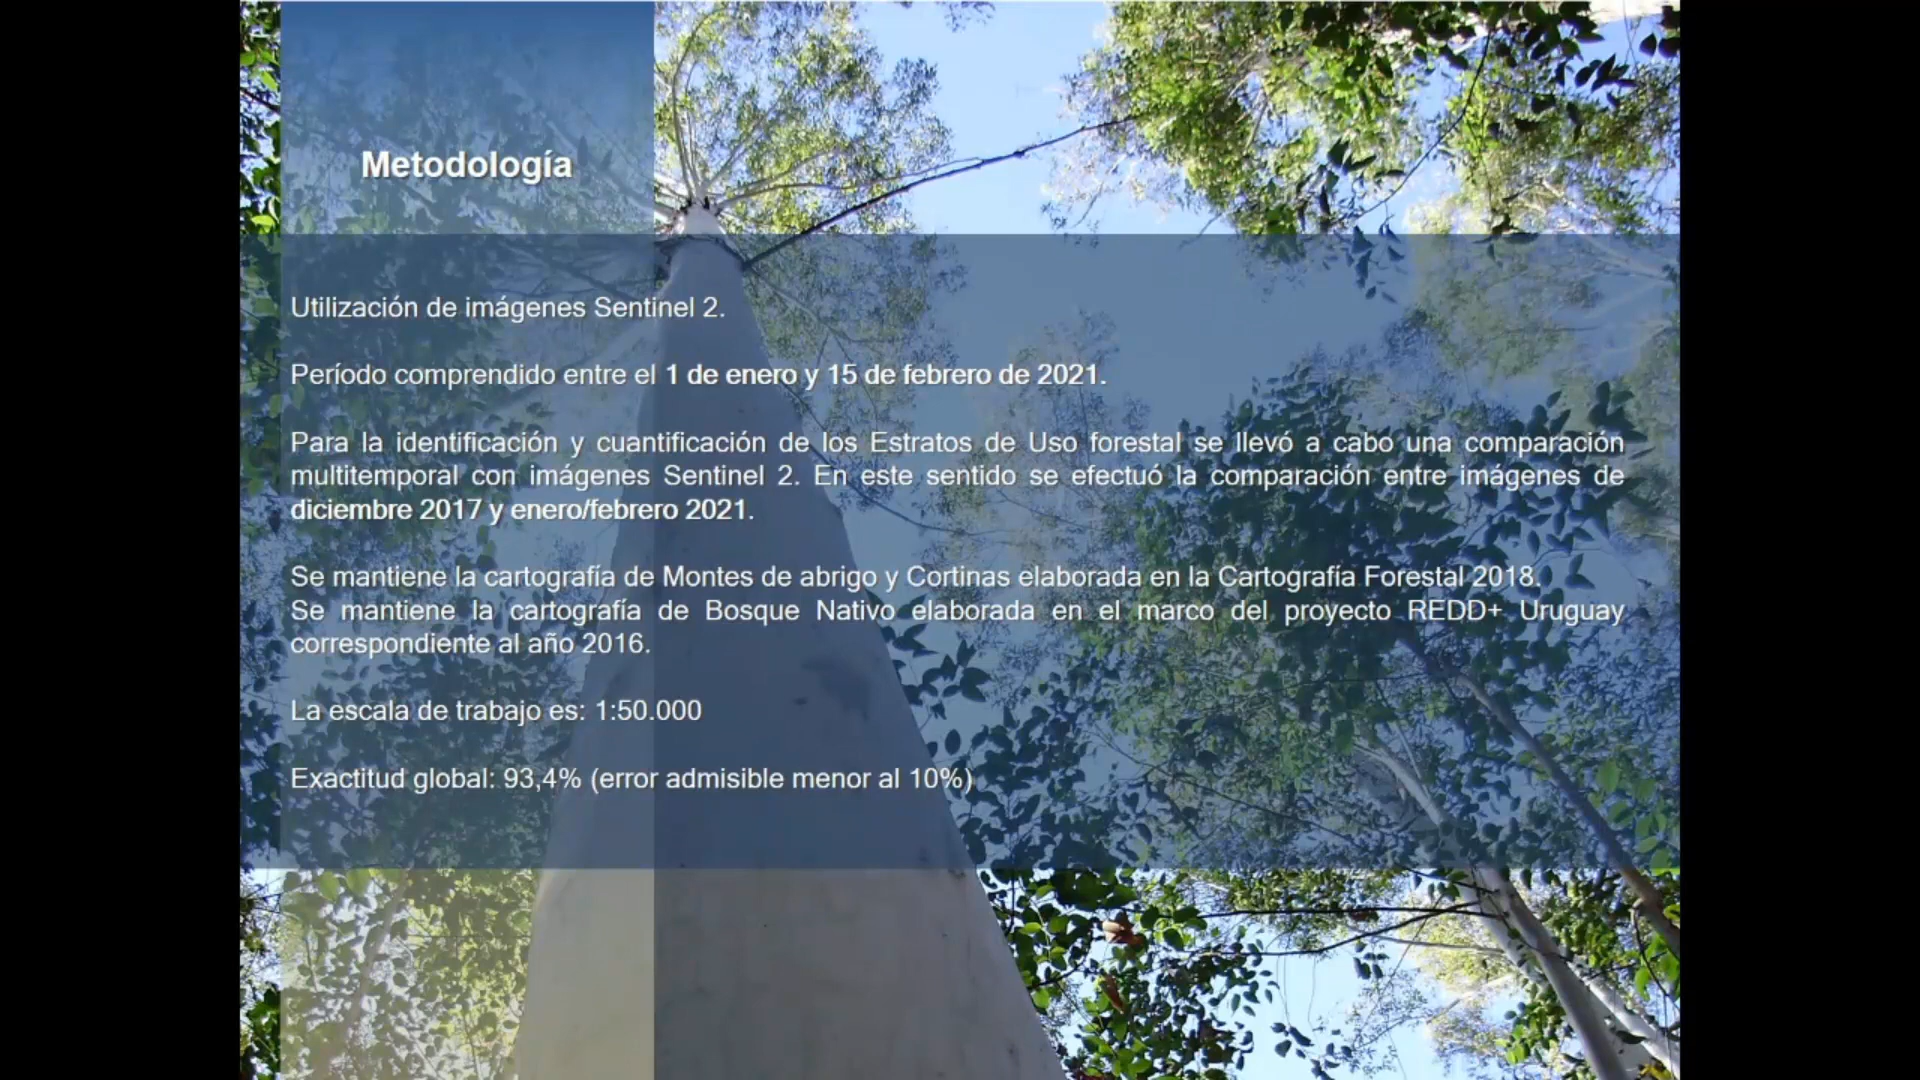 Metodología
Utilización de imágenes Sentinel 2.
Período comprendido entre el 1 de enero y 15 de febrero de 2021.
Para la identificación y cuantificación de los Estratos de Uso forestal se llevó a cabo una comparación
multitemporal con imágenes Sentinel 2. En este sentido se efectuó la comparación entre imágenes de
diciembre 2017 y enero/febrero 2021.
Se mantiene la cartografía de Montes de abrigo y Cortinas elaborada en la Cartografía Forestal 2018.
Se mantiene la cartografía de Bosque Nativo elaborada en el marco del proyecto REDD+ Uruguay
correspondiente al año 2016.
La escala de trabajo es: 1:50.000
Exactitud global: 93,4% (error admisible menor al 10%)